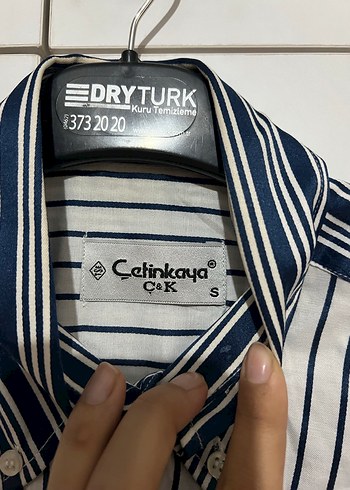 DRYTURK
Kuru Temizleme
373 20 20
Çetinkaya®
Ç&K
S